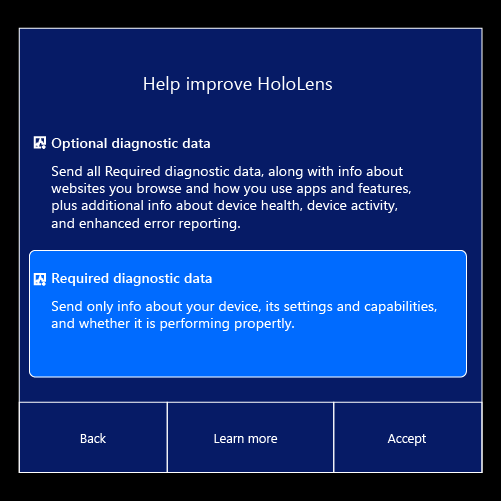 Help improve HoloLens
Optional diagnostic data
Send all Required diagnostic data, along with info about
websites you browse and how you use apps and features,
plus additional info about device health, device activity,
and enhanced error reporting.
Required diagnostic data
Send only info about your device, its settings and capabilities,
and whether it is performing propertly.
Back
Learn more
Accept